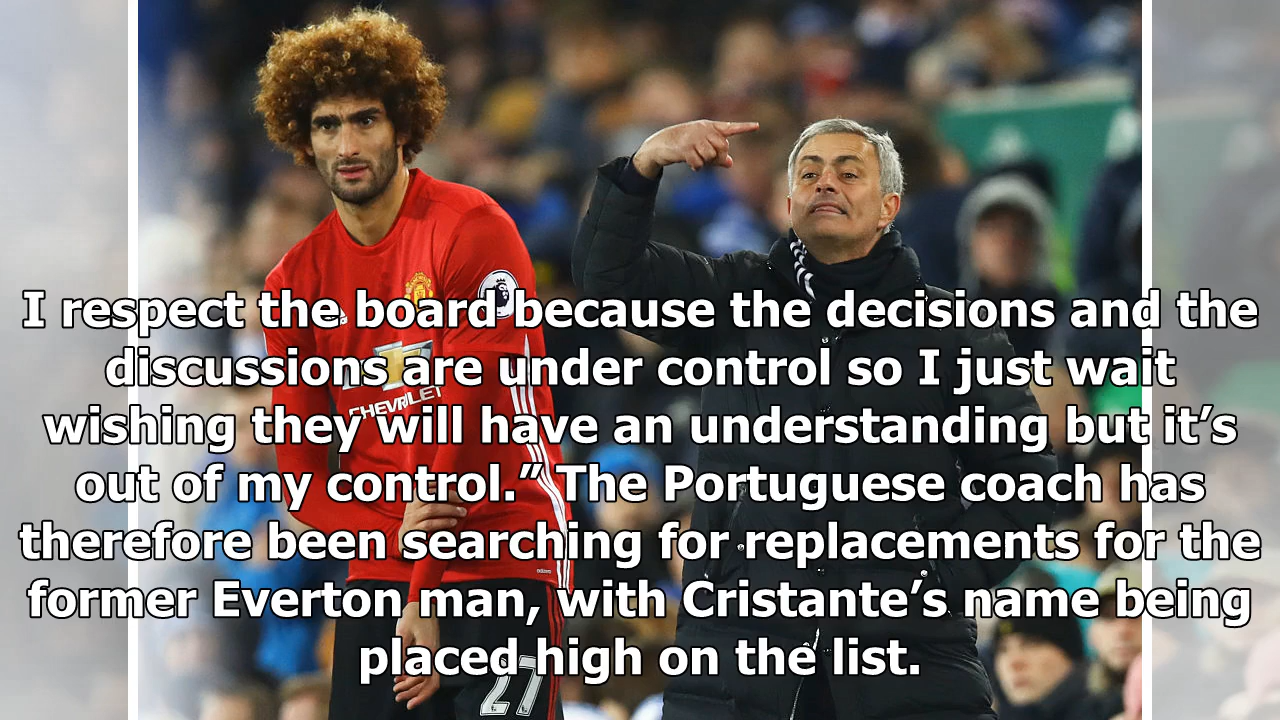 I respect the board because the decisions and the
discussions are under control so I just wait
wishing they will have an understanding but it’s
out of my control.” The Portuguese coach has
therefore been searching for replacements for the
former Everton man, with Cristante’s name being
placed high on the list.
CHEVROLET
27